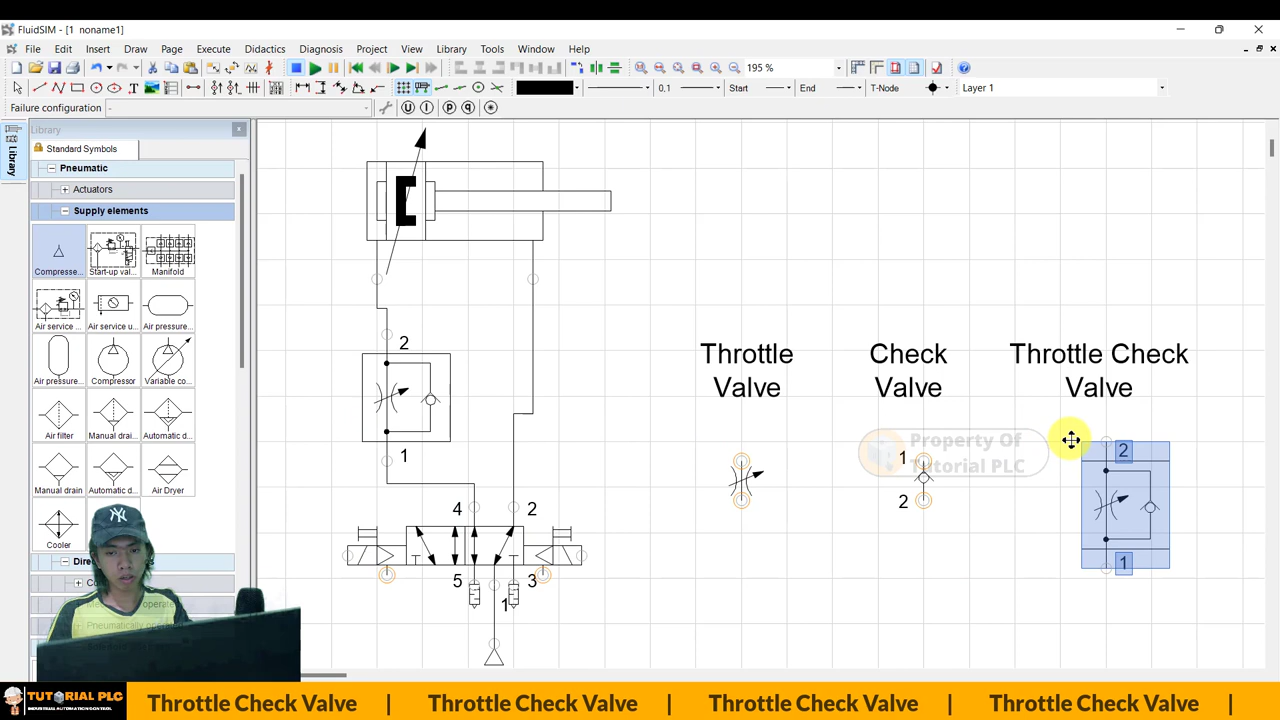 FluidSIM - [1  noname1]
File Edit Insert Draw Page Execute Didactics Diagnosis Project View Library Tools Window Help
195 %
0,1 Start End T-Node Layer 1
Failure configuration -
Library
Library
Standard Symbols
Pneumatic
Actuators
Supply elements
Compresse... Start-up val... Manifold
Air service ... Air service u... Air pressure...
Air pressure... Compressor Variable co...
Air filter Manual drai... Automatic d...
Manual drain Automatic d... Air Dryer
Cooler
2
1
4 2
5 3
1
Throttle
Valve
Check
Valve
Throttle Check
Valve
1
2
2
1
Property Of
Tutorial PLC
TUTORIAL PLC
INDUSTRIAL AUTOMATION CONTROL
Throttle Check Valve | Throttle Check Valve | Throttle Check Valve | Throttle Check Valve |